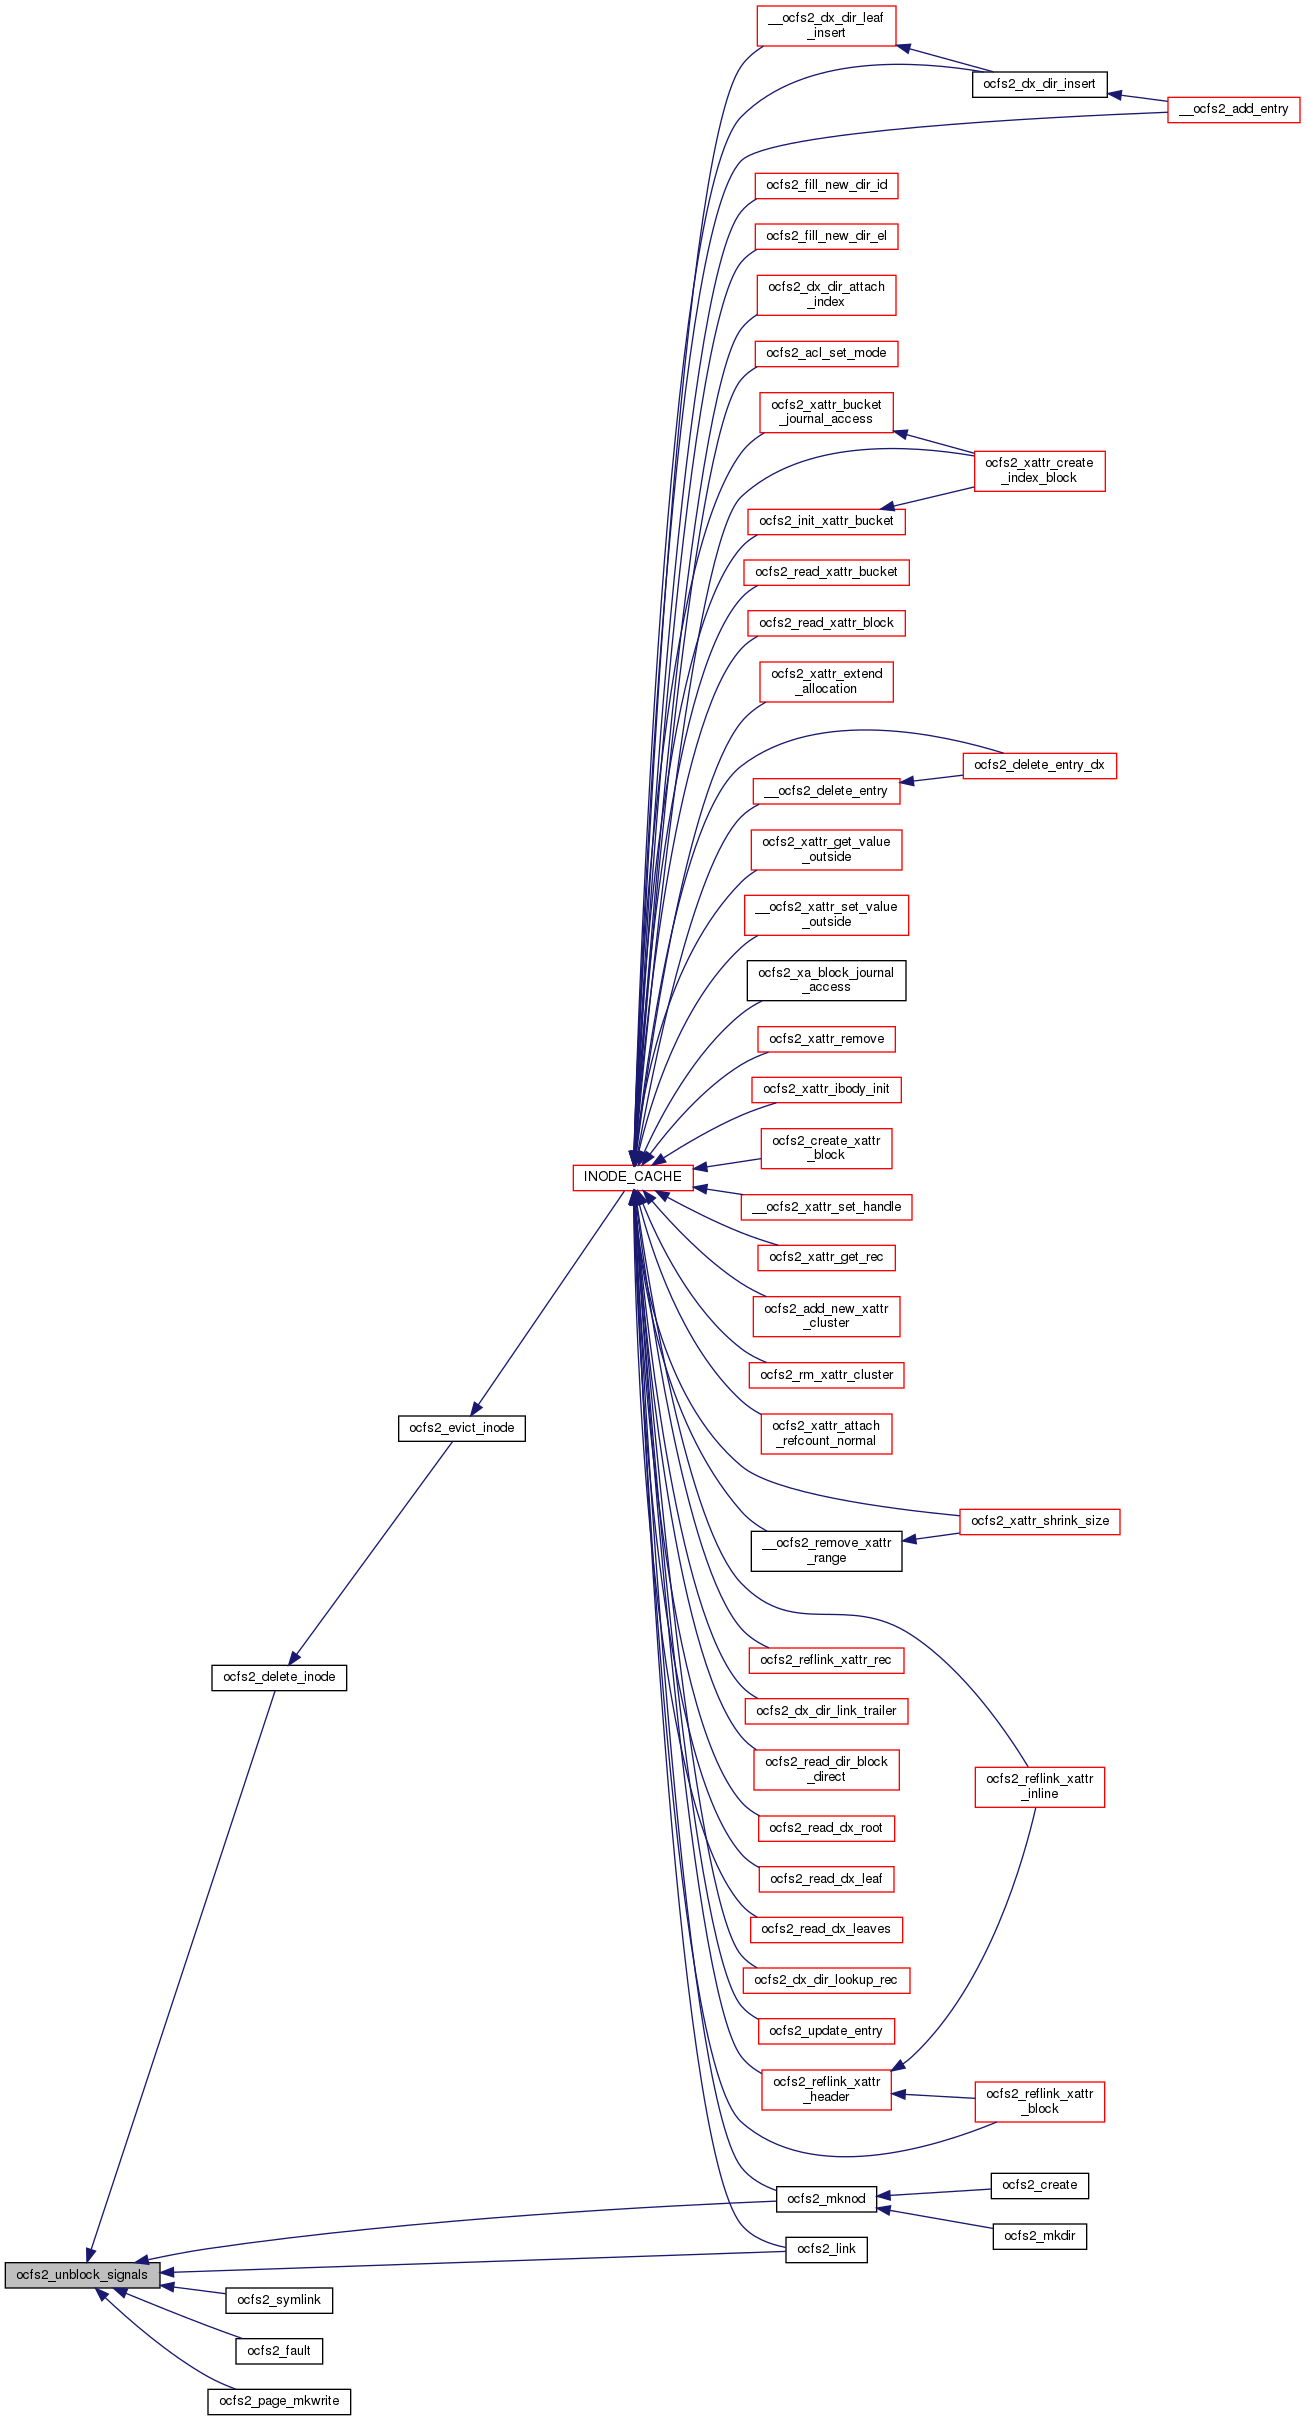 __ocfs2_dx_dir_leaf
_insert
ocfs2_dx_dir_insert
__ocfs2_add_entry
ocfs2_fill_new_dir_id
ocfs2_fill_new_dir_el
ocfs2_dx_dir_attach
_index
ocfs2_acl_set_mode
ocfs2_xattr_bucket
_journal_access
ocfs2_xattr_create
_index_block
ocfs2_init_xattr_bucket
ocfs2_read_xattr_bucket
ocfs2_read_xattr_block
ocfs2_xattr_extend
_allocation
ocfs2_delete_entry_dx
__ocfs2_delete_entry
ocfs2_xattr_get_value
_outside
__ocfs2_xattr_set_value
_outside
ocfs2_xa_block_journal
_access
ocfs2_xattr_remove
ocfs2_xattr_ibody_init
ocfs2_create_xattr
_block
INODE_CACHE
__ocfs2_xattr_set_handle
ocfs2_xattr_get_rec
ocfs2_add_new_xattr
_cluster
ocfs2_rm_xattr_cluster
ocfs2_xattr_attach
_refcount_normal
ocfs2_evict_inode
ocfs2_xattr_shrink_size
__ocfs2_remove_xattr
_range
ocfs2_reflink_xattr_rec
ocfs2_delete_inode
ocfs2_dx_dir_link_trailer
ocfs2_read_dir_block
_direct
ocfs2_reflink_xattr
_inline
ocfs2_read_dx_root
ocfs2_read_dx_leaf
ocfs2_read_dx_leaves
ocfs2_dx_dir_lookup_rec
ocfs2_update_entry
ocfs2_reflink_xattr
_header
ocfs2_reflink_xattr
_block
ocfs2_create
ocfs2_mknod
ocfs2_mkdir
ocfs2_link
ocfs2_unblock_signals
ocfs2_symlink
ocfs2_fault
ocfs2_page_mkwrite